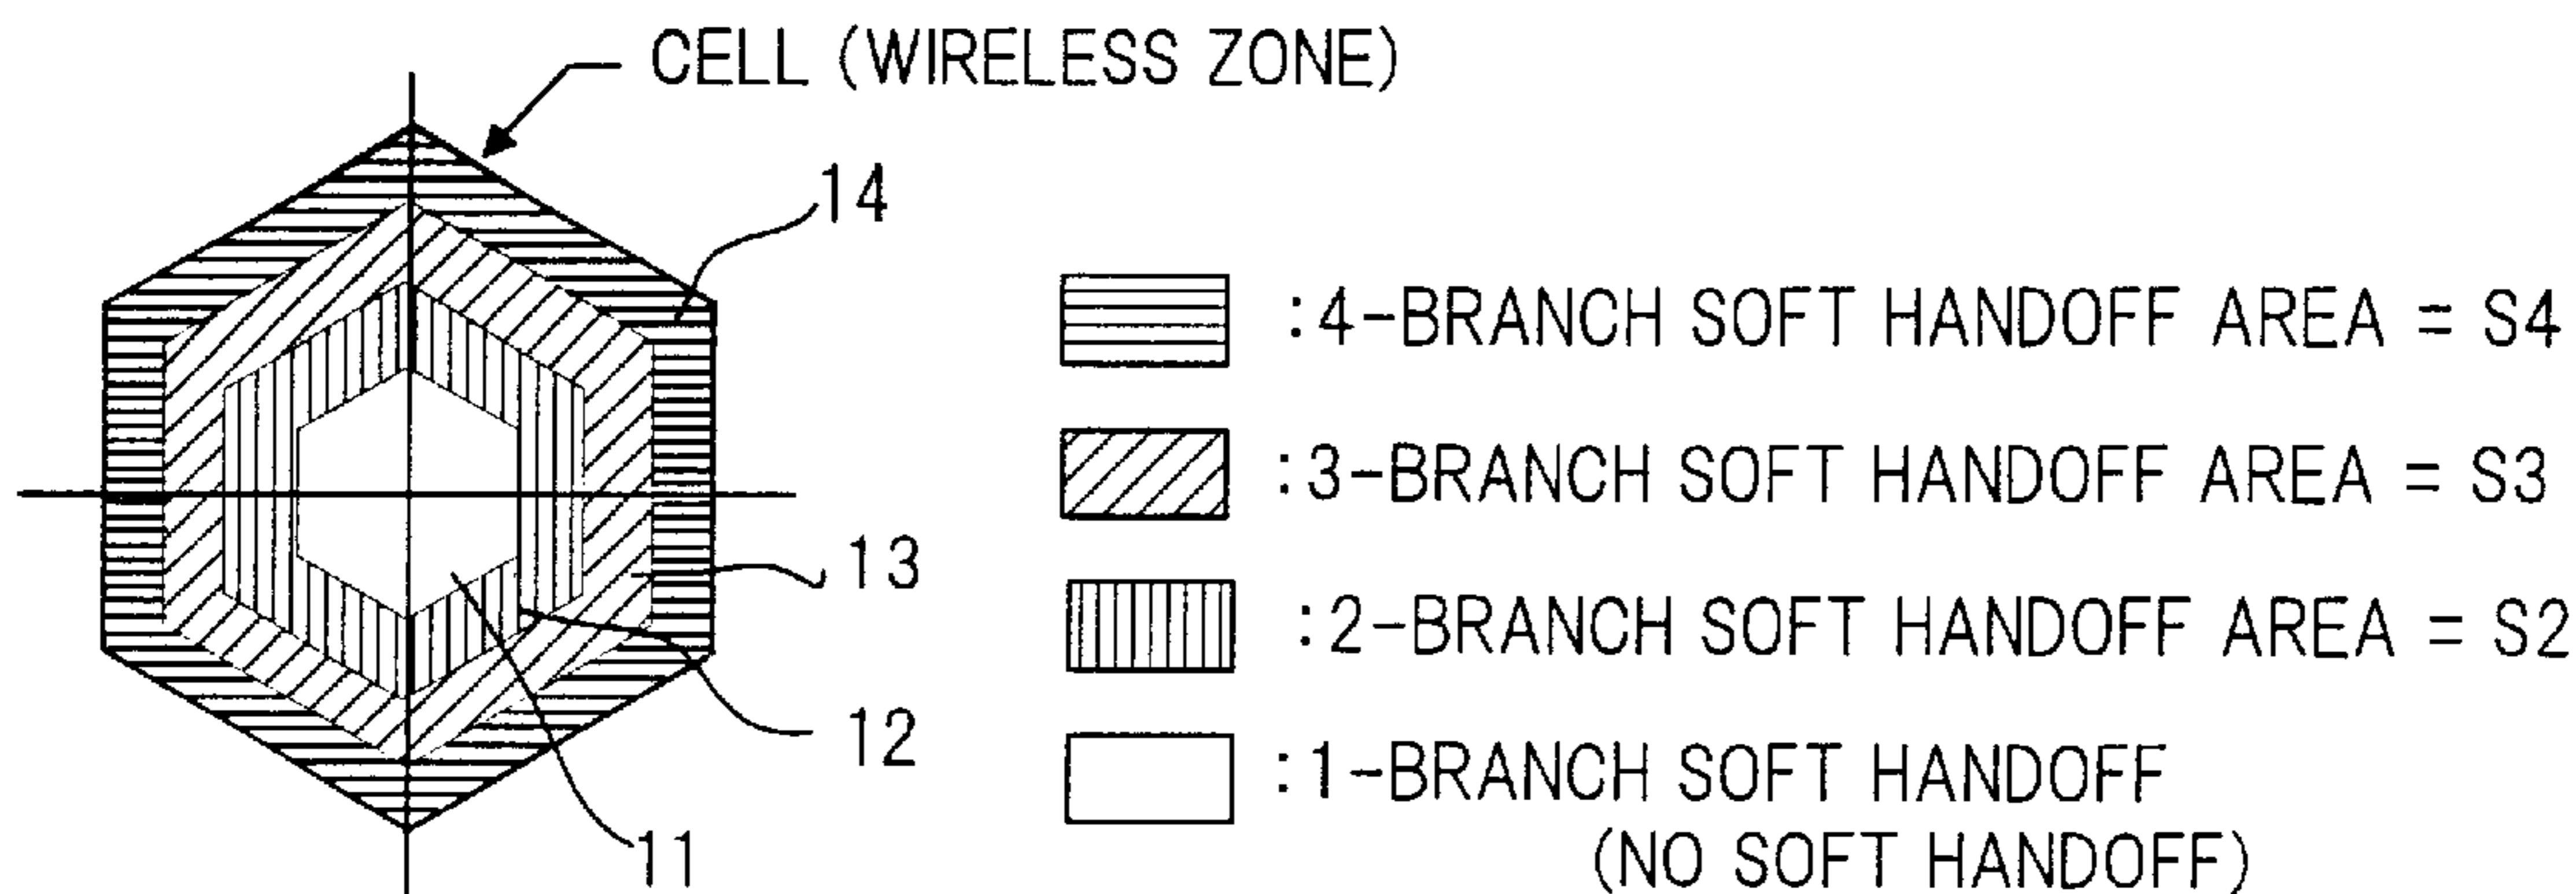 CELL (WIRELESS ZONE)
14
:4-BRANCH SOFT HANDOFF AREA = S4
:3-BRANCH SOFT HANDOFF AREA = S3
13
:2-BRANCH SOFT HANDOFF AREA = S2
12
:1-BRANCH SOFT HANDOFF
(NO SOFT HANDOFF)
11